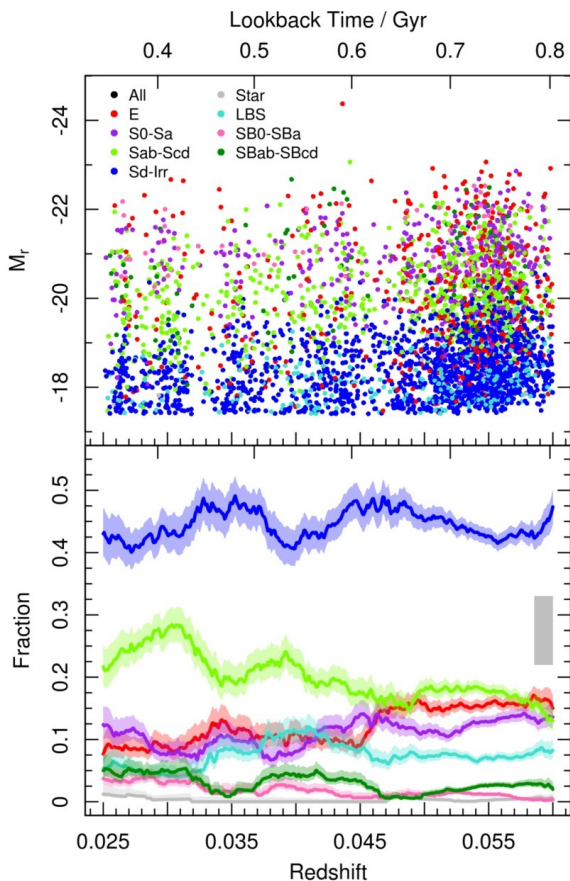 Lookback Time / Gyr
0.4 0.5 0.6 0.7 0.8
All Star
E LBS
S0-Sa SB0-SBa
Sab-Scd SBab-SBcd
Sd-Irr
-24
-22
-20
-18
M_r
0.5
0.4
0.3
0.2
0.1
0
Fraction
0.025 0.035 0.045 0.055
Redshift